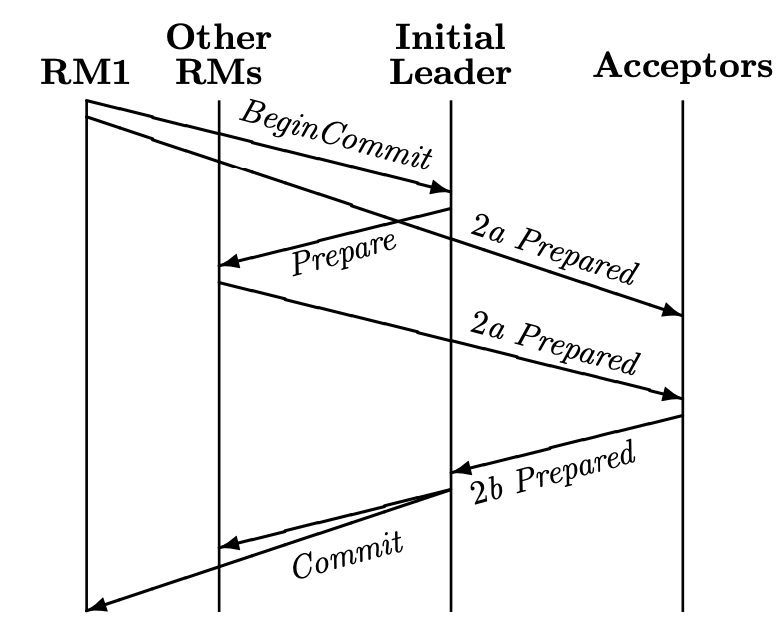 Other
RMs
RM1
Initial
Leader
Acceptors
BeginCommit
2a Prepared
Prepare
2a Prepared
2b Prepared
Commit